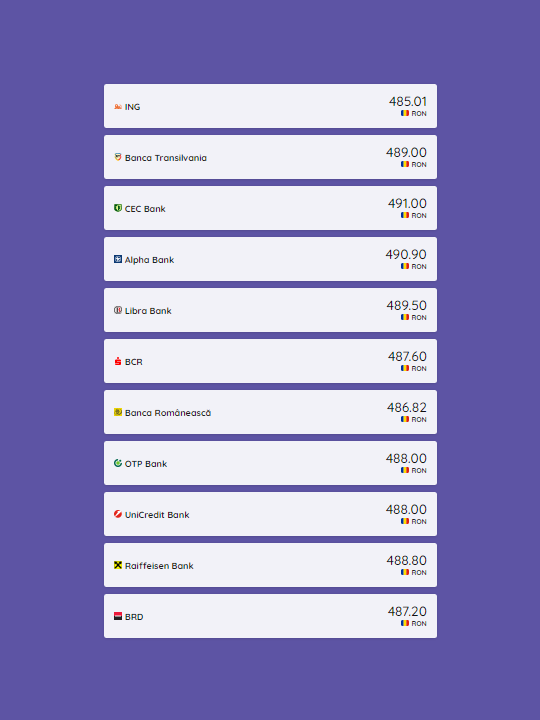 ING
485.01
RON
Banca Transilvania
489.00
RON
CEC Bank
491.00
RON
Alpha Bank
490.90
RON
Libra Bank
489.50
RON
BCR
487.60
RON
Banca Românească
486.82
RON
OTP Bank
488.00
RON
UniCredit Bank
488.00
RON
Raiffeisen Bank
488.80
RON
BRD
487.20
RON